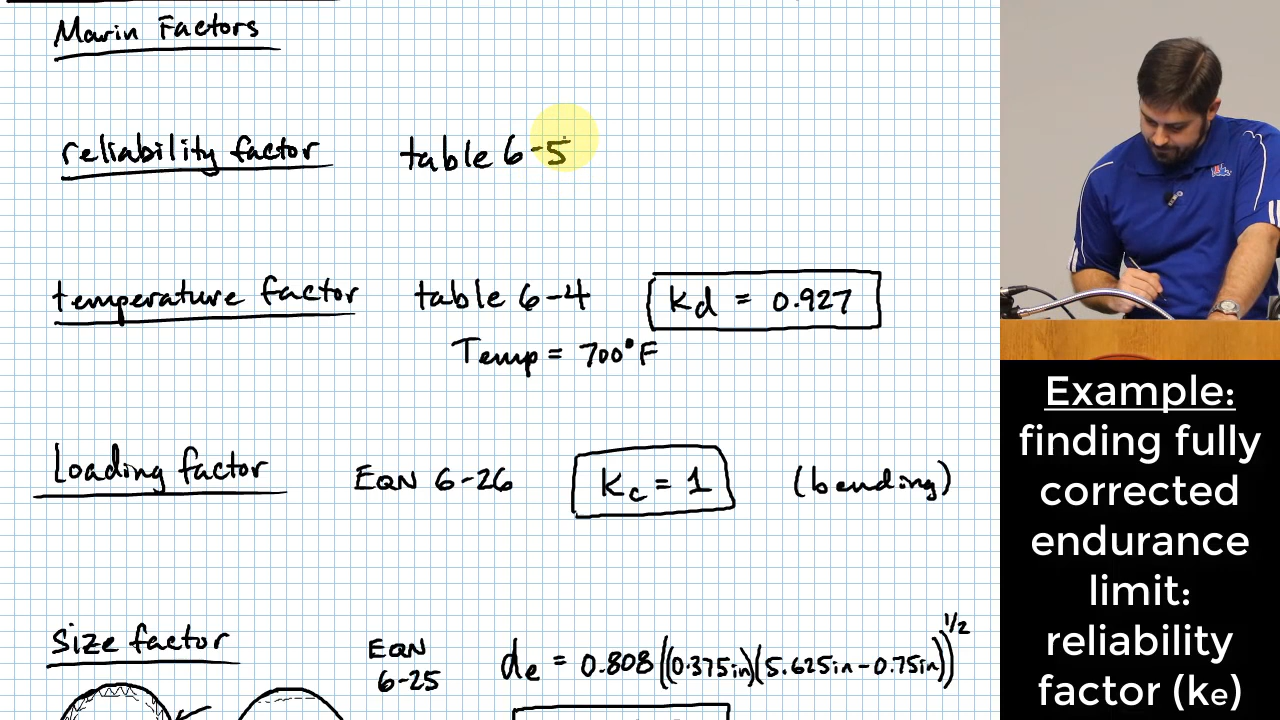 Marin Factors
reliability factor table 6-5
temperature factor table 6-4 kd = 0.927
Temp = 700°F
Loading factor EQN 6-26 Kc = 1 (bending)
Size factor EQN 6-25 de = 0.808((0.375in)(5.625in-0.75in))^1/2
Example:
finding fully
corrected
endurance
limit:
reliability
factor (ke)